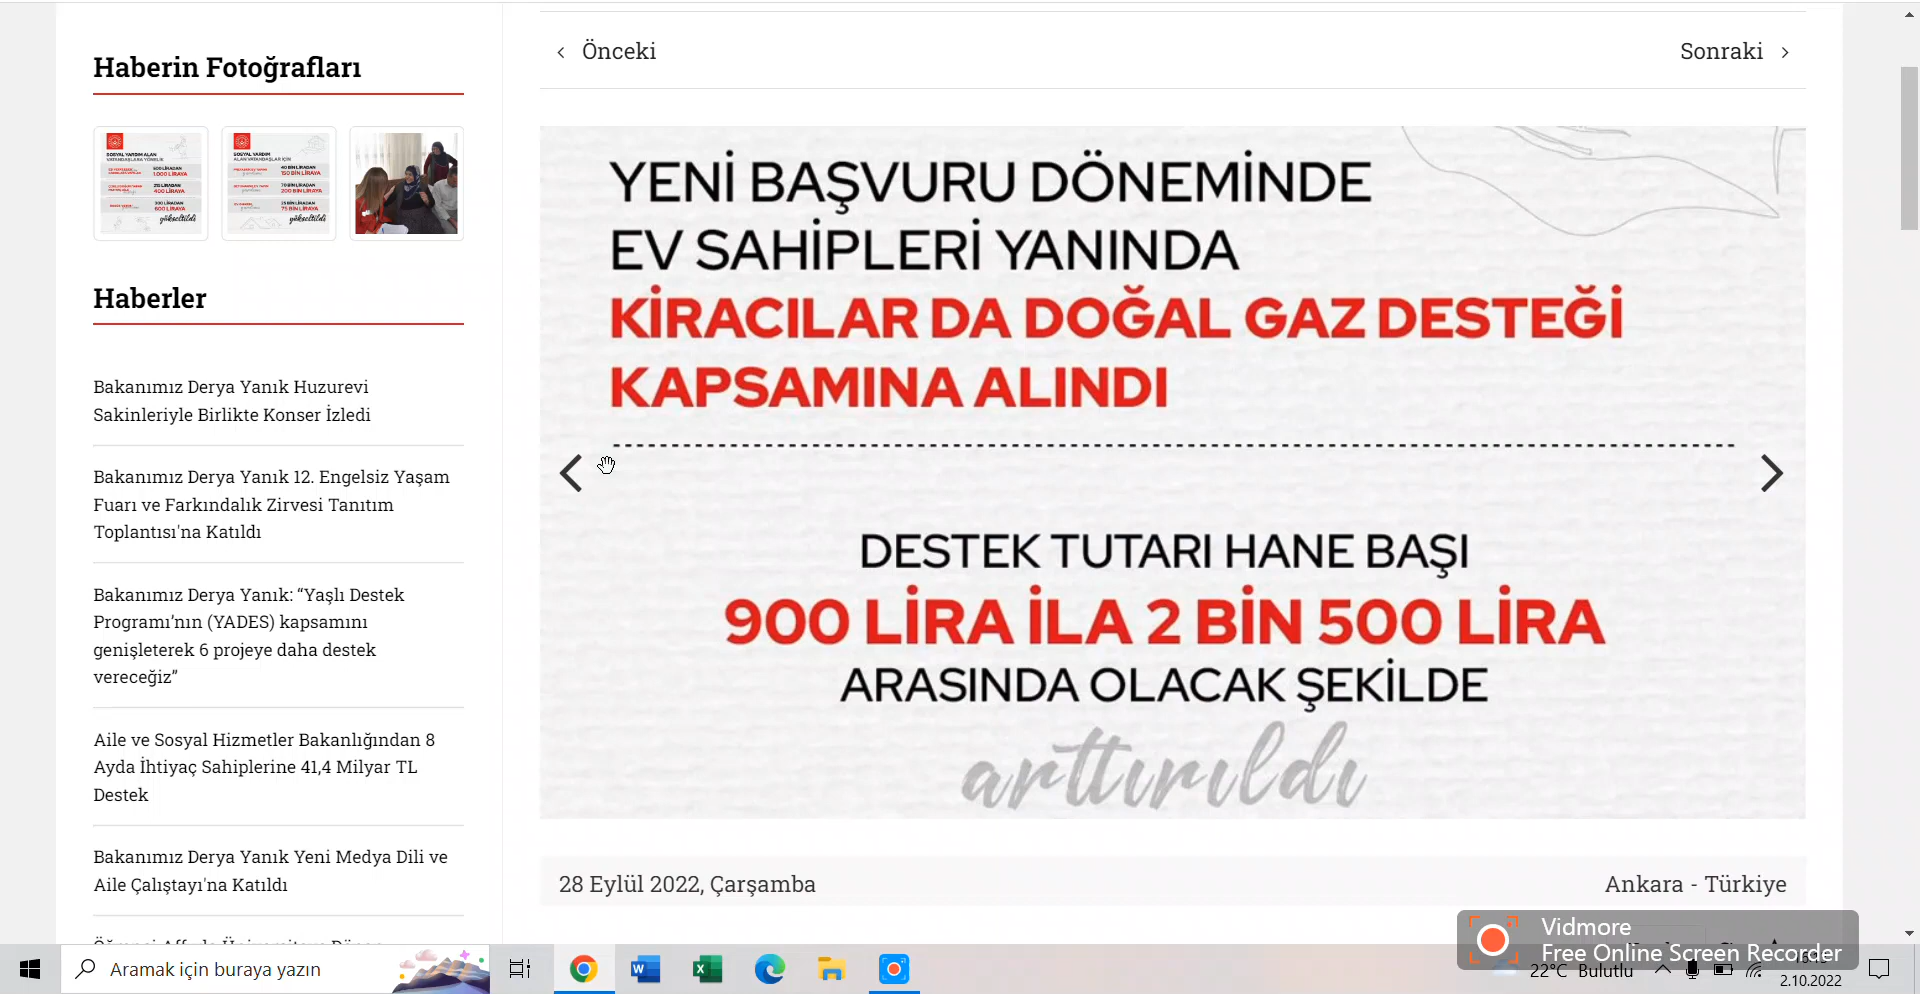 Haberin Fotoğrafları
Haberler
Bakanımız Derya Yanık Huzurevi
Sakinleriyle Birlikte Konser İzledi
Bakanımız Derya Yanık 12. Engelsiz Yaşam
Fuarı ve Farkındalık Zirvesi Tanıtım
Toplantısı'na Katıldı
Bakanımız Derya Yanık: “Yaşlı Destek
Programı’nın (YADES) kapsamını
genişleterek 6 projeye daha destek
vereceğiz”
Aile ve Sosyal Hizmetler Bakanlığından 8
Ayda İhtiyaç Sahiplerine 41,4 Milyar TL
Destek
Bakanımız Derya Yanık Yeni Medya Dili ve
Aile Çalıştayı'na Katıldı
Önceki
Sonraki
YENİ BAŞVURU DÖNEMİNDE
EV SAHİPLERİ YANINDA
KİRACILAR DA DOĞAL GAZ DESTEĞİ
KAPSAMINA ALINDI
DESTEK TUTARI HANE BAŞI
900 LİRA İLA 2 BİN 500 LİRA
ARASINDA OLACAK ŞEKİLDE
arttırıldı
28 Eylül 2022, Çarşamba
Ankara - Türkiye
Vidmore
Free Online Screen Recorder
Aramak için buraya yazın
22°C Bulutlu
2.10.2022